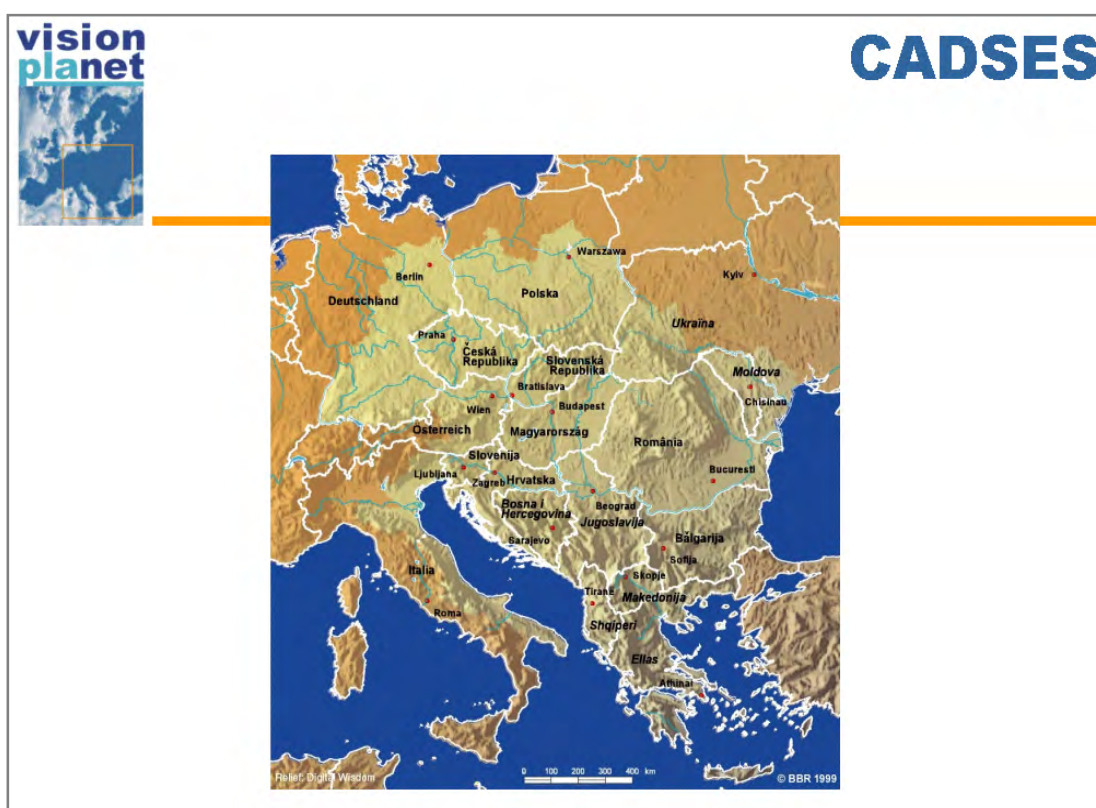 vision
planet
CADSES
Warszawa
Berlin
Kyiv
Deutschland
Polska
Ukraïna
Praha
Česká
Republika
Slovenská
Republika
Moldova
Bratislava
Chisinau
Wien
Budapest
Österreich
Magyarország
România
Slovenija
Ljubljana
Zagreb
Hrvatska
Bucuresti
Bosna i
Hercegovina
Beograd
Jugoslavija
Sarajevo
Bălgarija
Sofija
Italia
Skopje
Tiranë
Makedonija
Roma
Shqiperi
Ellas
Athinai
Relief: Digital Wisdom
0 100 200 300 400 km
© BBR 1999